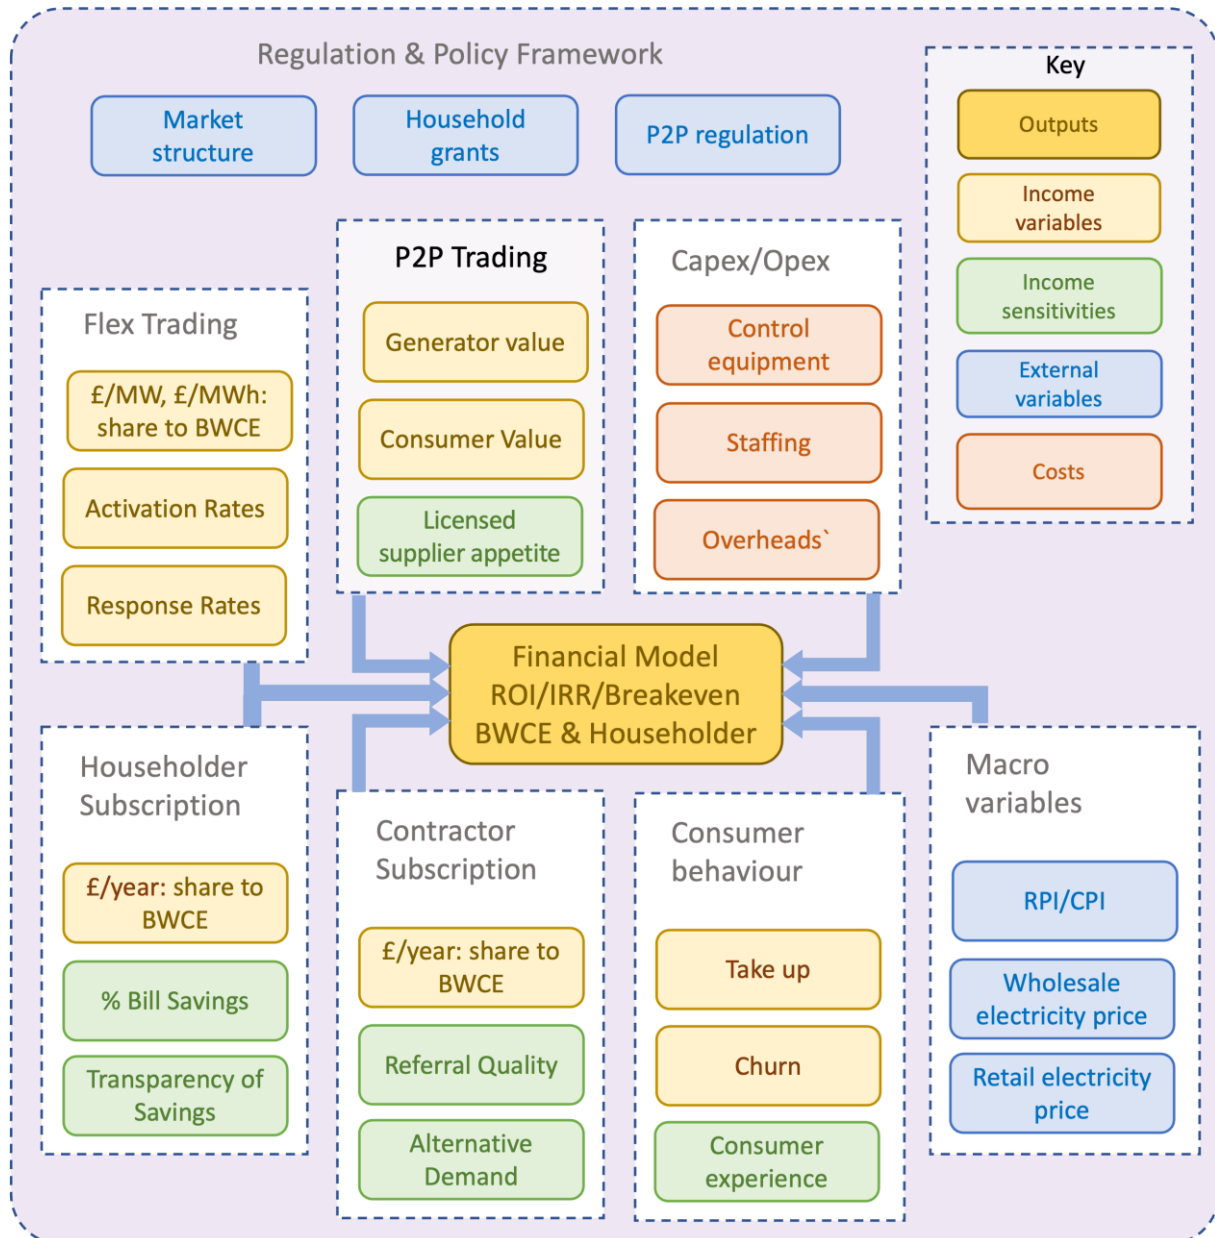 Regulation & Policy Framework
Market
structure
Household
grants
P2P regulation
Key
Outputs
Income
variables
Income
sensitivities
External
variables
Costs
Flex Trading
£/MW, £/MWh:
share to BWCE
Activation Rates
Response Rates
P2P Trading
Generator value
Consumer Value
Licensed
supplier appetite
Capex/Opex
Control
equipment
Staffing
Overheads`
Financial Model
ROI/IRR/Breakeven
BWCE & Householder
Householder
Subscription
£/year: share to
BWCE
% Bill Savings
Transparency of
Savings
Contractor
Subscription
£/year: share to
BWCE
Referral Quality
Alternative
Demand
Consumer
behaviour
Take up
Churn
Consumer
experience
Macro
variables
RPI/CPI
Wholesale
electricity price
Retail electricity
price